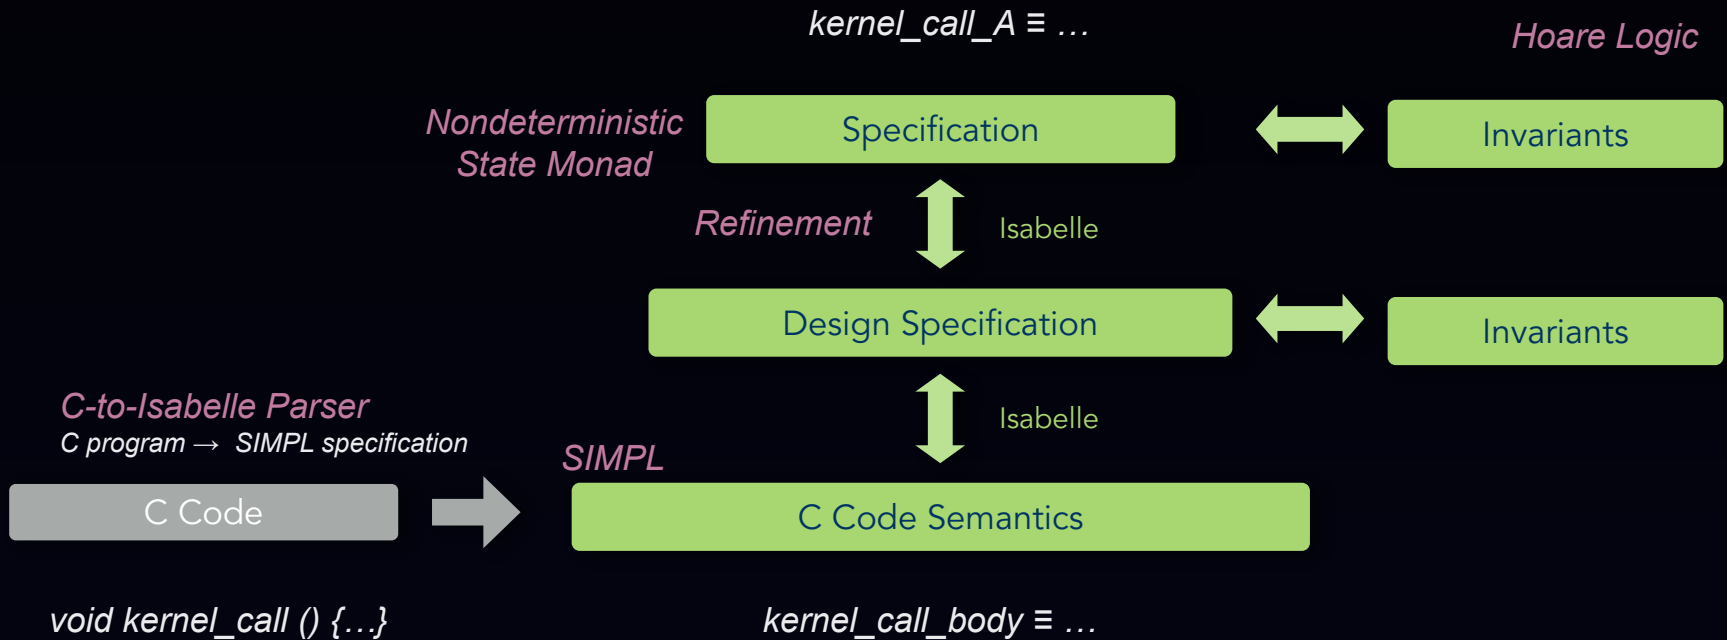 kernel_call_A ≡ …
Hoare Logic
Nondeterministic
State Monad
Specification
Invariants
Refinement
Isabelle
Design Specification
Invariants
C-to-Isabelle Parser
C program → SIMPL specification
Isabelle
SIMPL
C Code
C Code Semantics
void kernel_call () {…}
kernel_call_body ≡ …